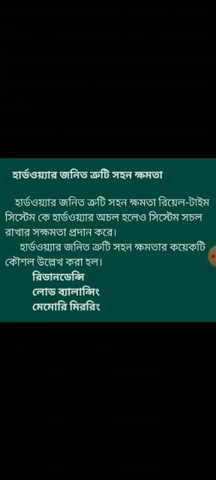 হার্ডওয়্যার জনিত ত্রুটি সহন ক্ষমতা
হার্ডওয়্যার জনিত ত্রুটি সহন ক্ষমতা রিয়েল-টাইম
সিস্টেম কে হার্ডওয়্যার অচল হলেও সিস্টেম সচল
রাখার সক্ষমতা প্রদান করে।
হার্ডওয়্যার জনিত ত্রুটি সহন ক্ষমতার কয়েকটি
কৌশল উল্লেখ করা হল।
রিডানডেন্সি
লোড ব্যালান্সিং
মেমোরি মিররিং